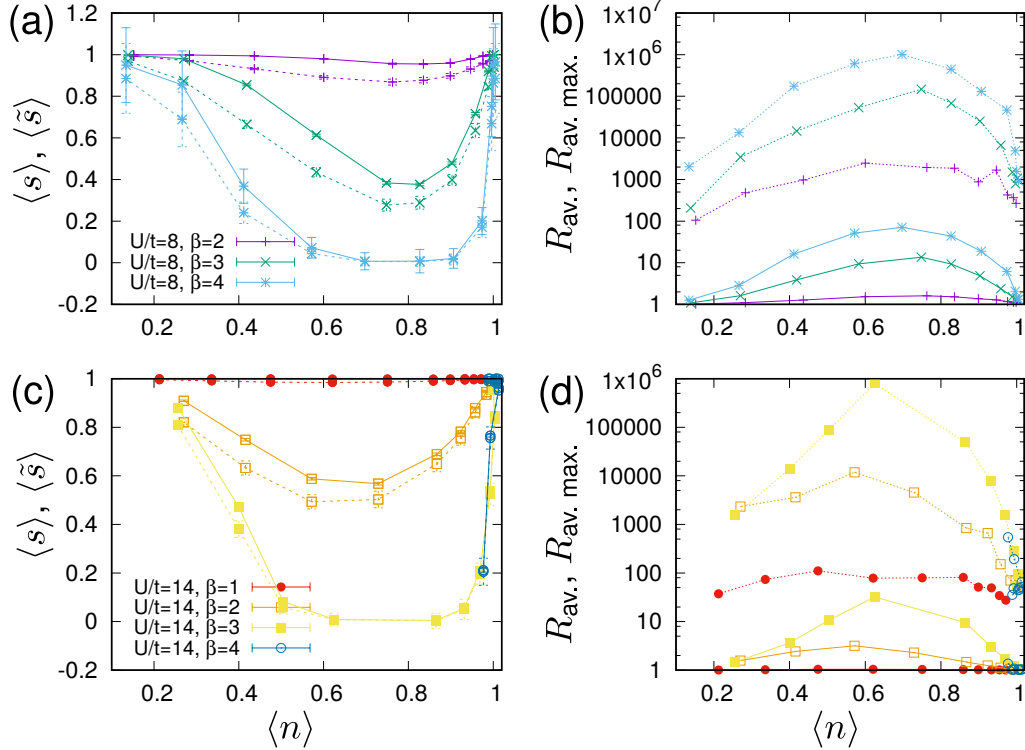 (a)
1.2
1
0.8
0.6
0.4
0.2
0
-0.2
⟨s⟩, ⟨s̃⟩
U/t=8, β=2
U/t=8, β=3
U/t=8, β=4
0.2 0.4 0.6 0.8 1
(b)
1x10⁷
1x10⁶
100000
10000
1000
100
10
1
R_av., R_av. max.
0.2 0.4 0.6 0.8 1
(c)
1
0.8
0.6
0.4
0.2
0
-0.2
⟨s⟩, ⟨s̃⟩
U/t=14, β=1
U/t=14, β=2
U/t=14, β=3
U/t=14, β=4
0.2 0.4 0.6 0.8 1
⟨n⟩
(d)
1x10⁶
100000
10000
1000
100
10
1
R_av., R_av. max.
0.2 0.4 0.6 0.8 1
⟨n⟩